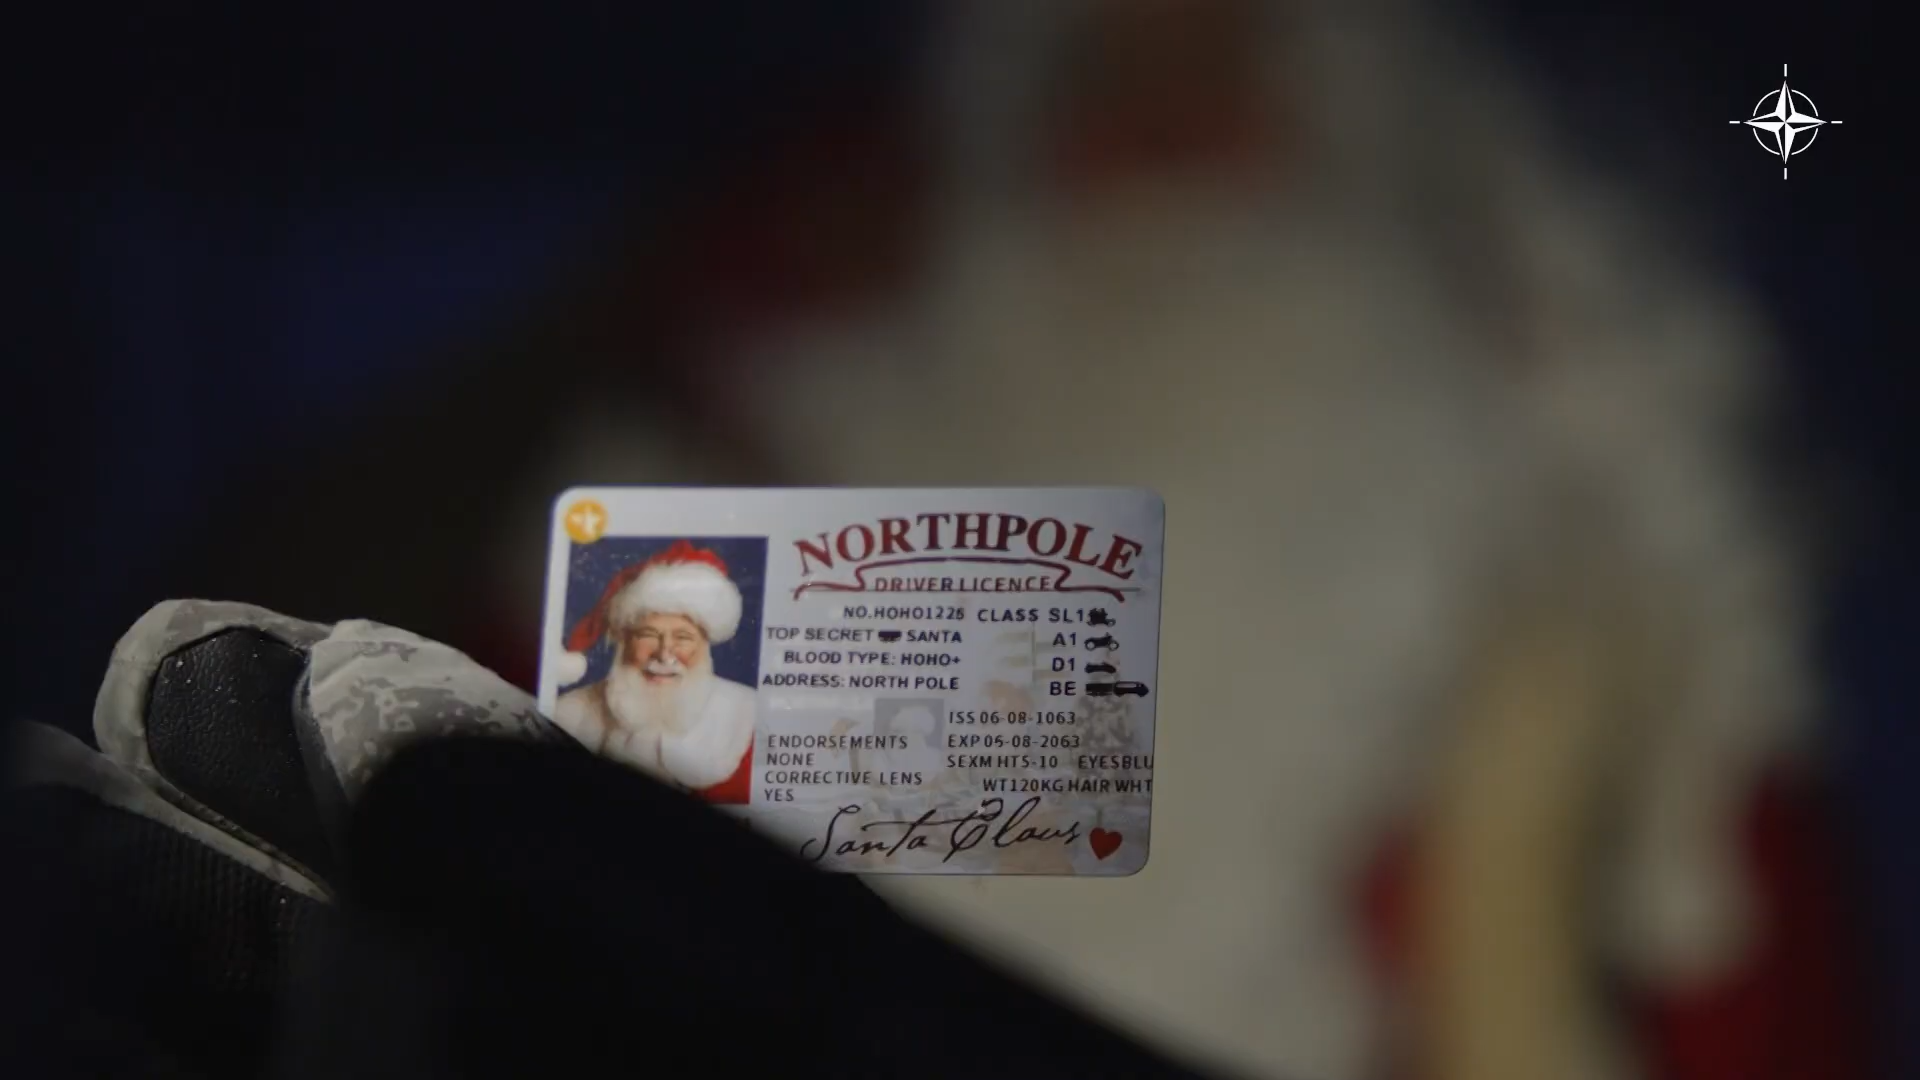 NORTHPOLE
DRIVER LICENCE
NO.HOHO1225 CLASS SL1
TOP SECRET SANTA A1
BLOOD TYPE: HOHO+ D1
ADDRESS: NORTH POLE BE
ISS 06-08-1063
ENDORSEMENTS EXP 06-08-2063
NONE SEXM HT5-10 EYESBLU
CORRECTIVE LENS WT120KG HAIR WHT
YES
Santa Claus